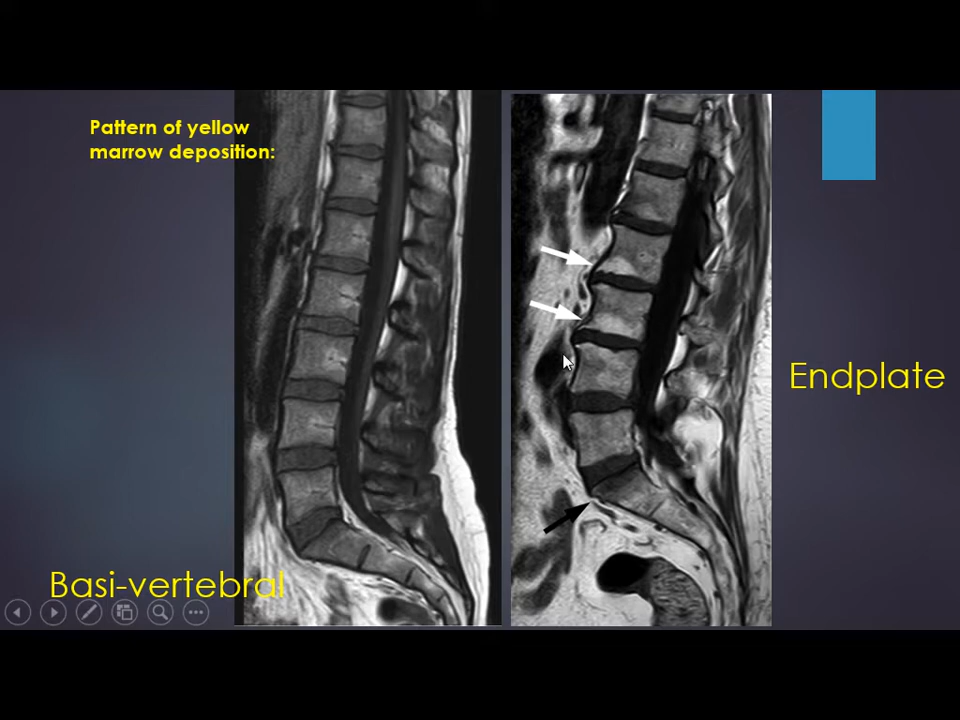 Pattern of yellow
marrow deposition:
Endplate
Basi-vertebral